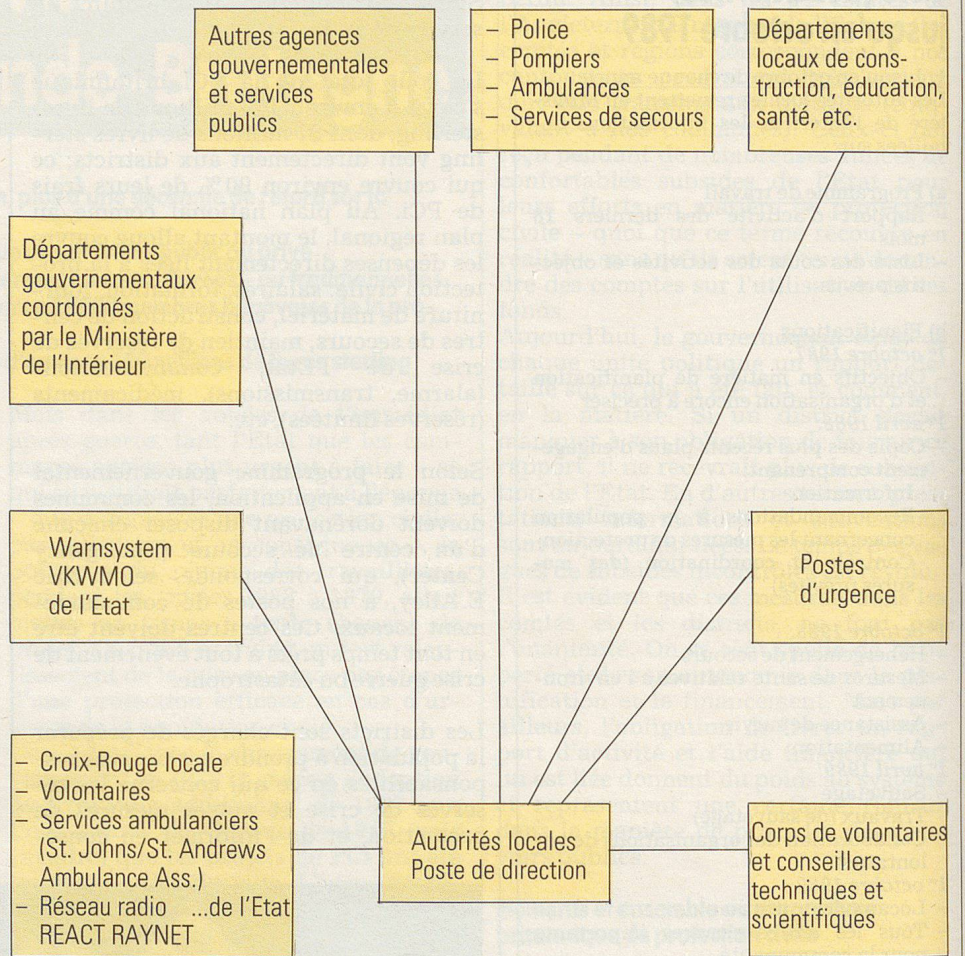 Autres agences
gouvernementales
et services
publics
– Police
– Pompiers
– Ambulances
– Services de secours
Départements
locaux de cons-
truction, éducation,
santé, etc.
Départements
gouvernementaux
coordonnés
par le Ministère
de l'Intérieur
Warnsystem
VKWMO
de l'Etat
Postes
d'urgence
– Croix-Rouge locale
– Volontaires
– Services ambulanciers
(St. Johns/St. Andrews
Ambulance Ass.)
– Réseau radio ...de l'Etat
REACT RAYNET
Autorités locales
Poste de direction
Corps de volontaires
et conseillers
techniques et
scientifiques